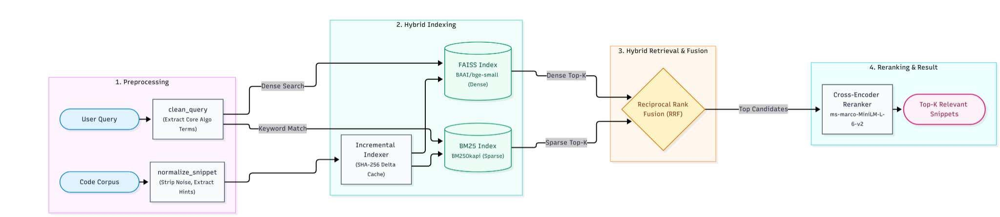 1. Preprocessing
User Query
clean_query
(Extract Core Algo
Terms)
Code Corpus
normalize_snippet
(Strip Noise, Extract
Hints)
Dense Search
Keyword Match
2. Hybrid Indexing
Incremental
Indexer
(SHA-256 Delta
Cache)
FAISS Index
BAAI/bge-small
(Dense)
BM25 Index
BM25Okapi (Sparse)
Dense Top-K
Sparse Top-K
3. Hybrid Retrieval & Fusion
Reciprocal Rank
Fusion (RRF)
Top Candidates
4. Reranking & Result
Cross-Encoder
Reranker
ms-marco-MiniLM-L-
6-v2
Top-K Relevant
Snippets